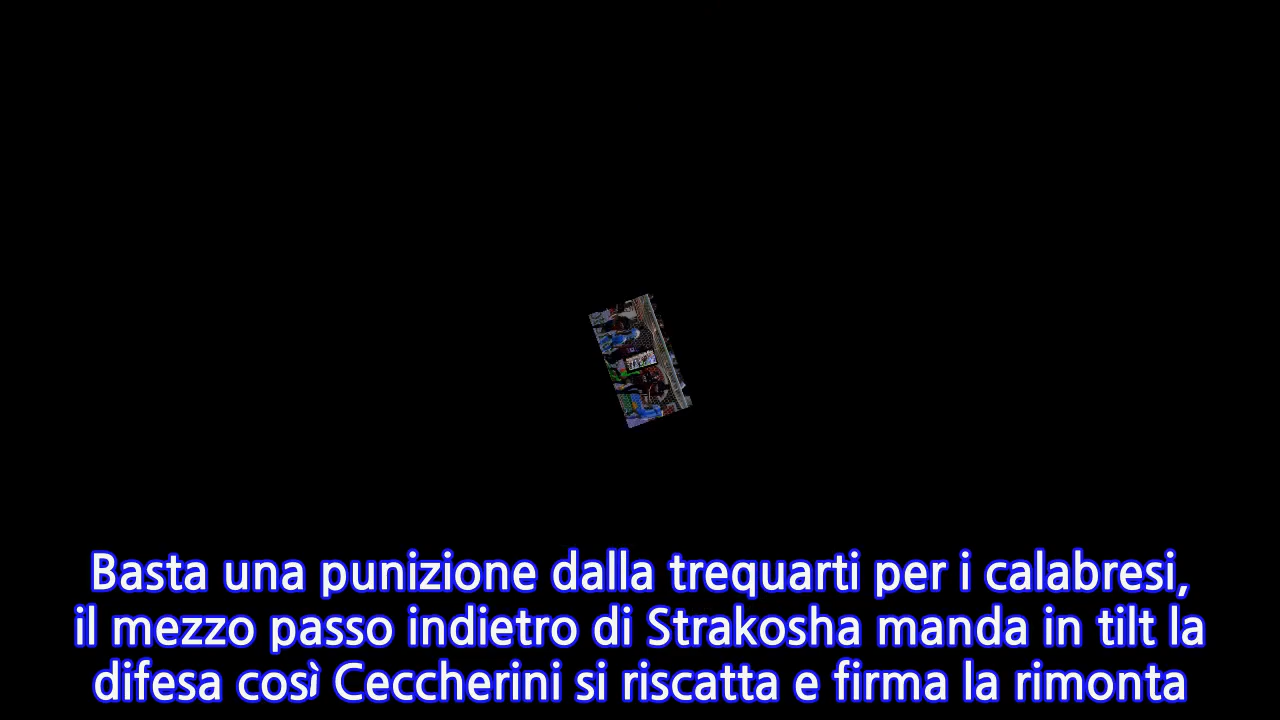 Basta una punizione dalla trequarti per i calabresi,
il mezzo passo indietro di Strakosha manda in tilt la
difesa così Ceccherini si riscatta e firma la rimonta